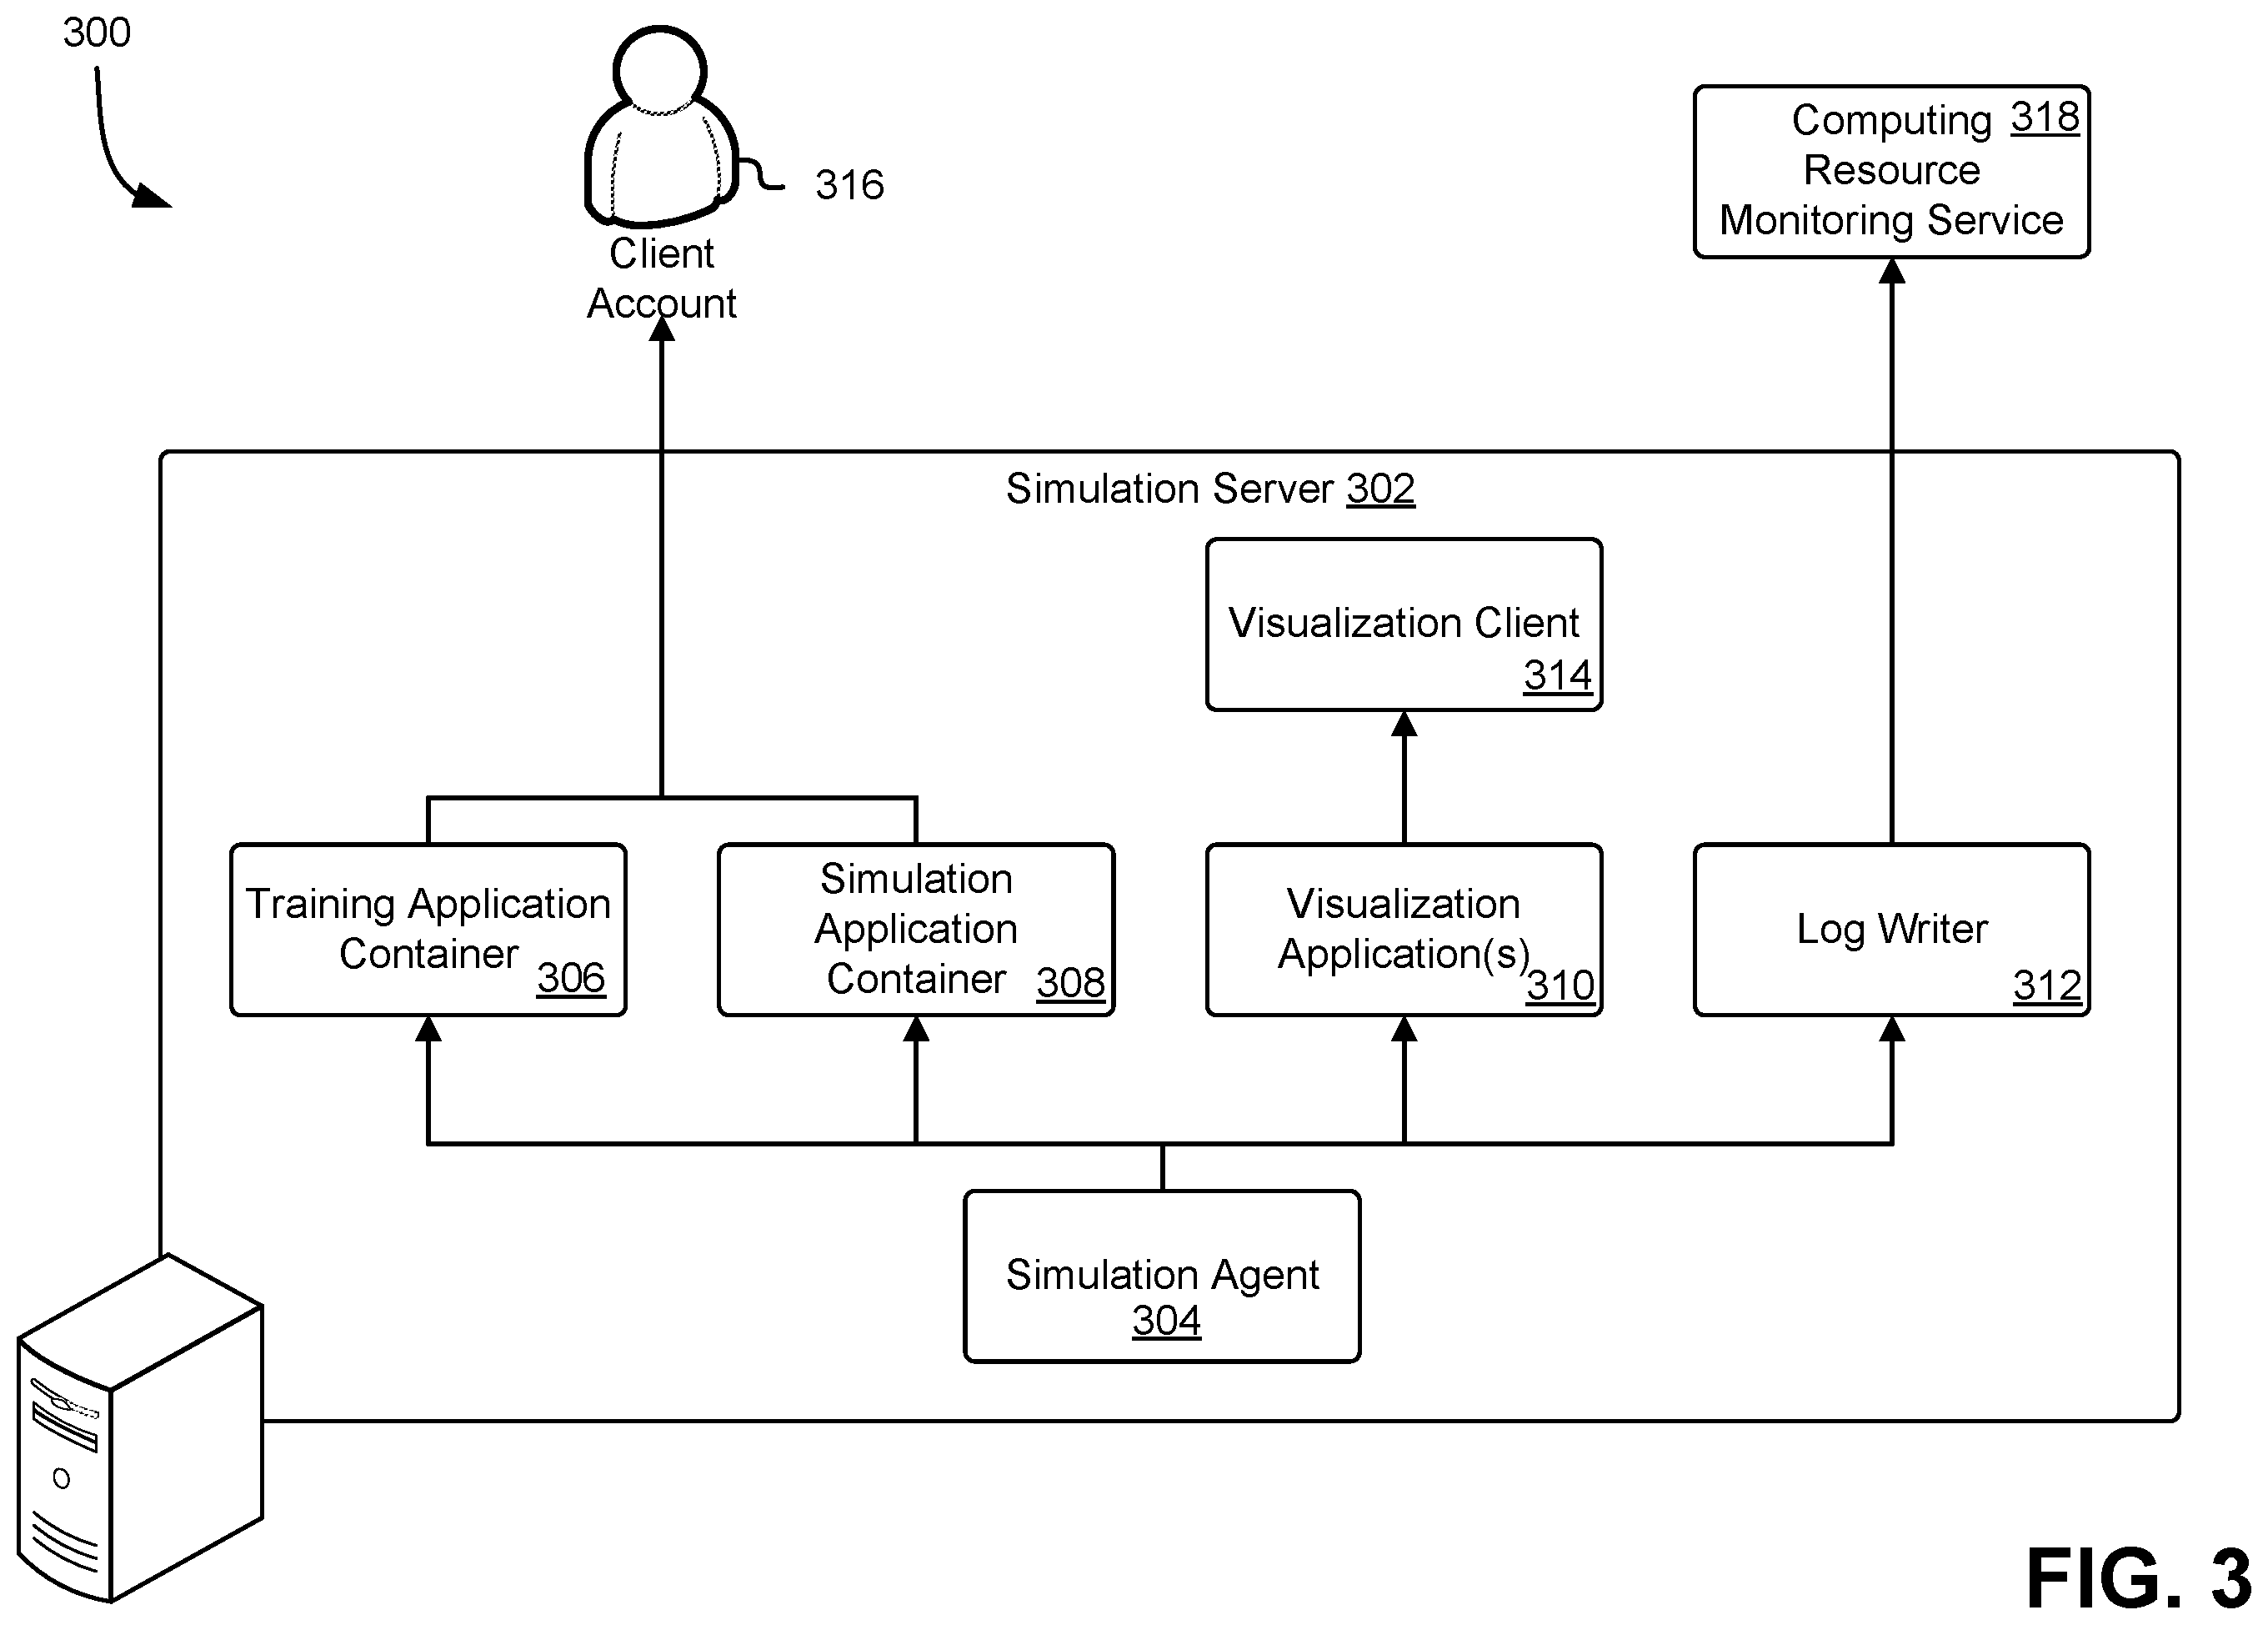 300
316
Client
Account
Computing 318
Resource
Monitoring Service
Simulation Server 302
Visualization Client
314
Training Application
Container 306
Simulation
Application
Container 308
Visualization
Application(s)
310
Log Writer
312
Simulation Agent
304
FIG. 3